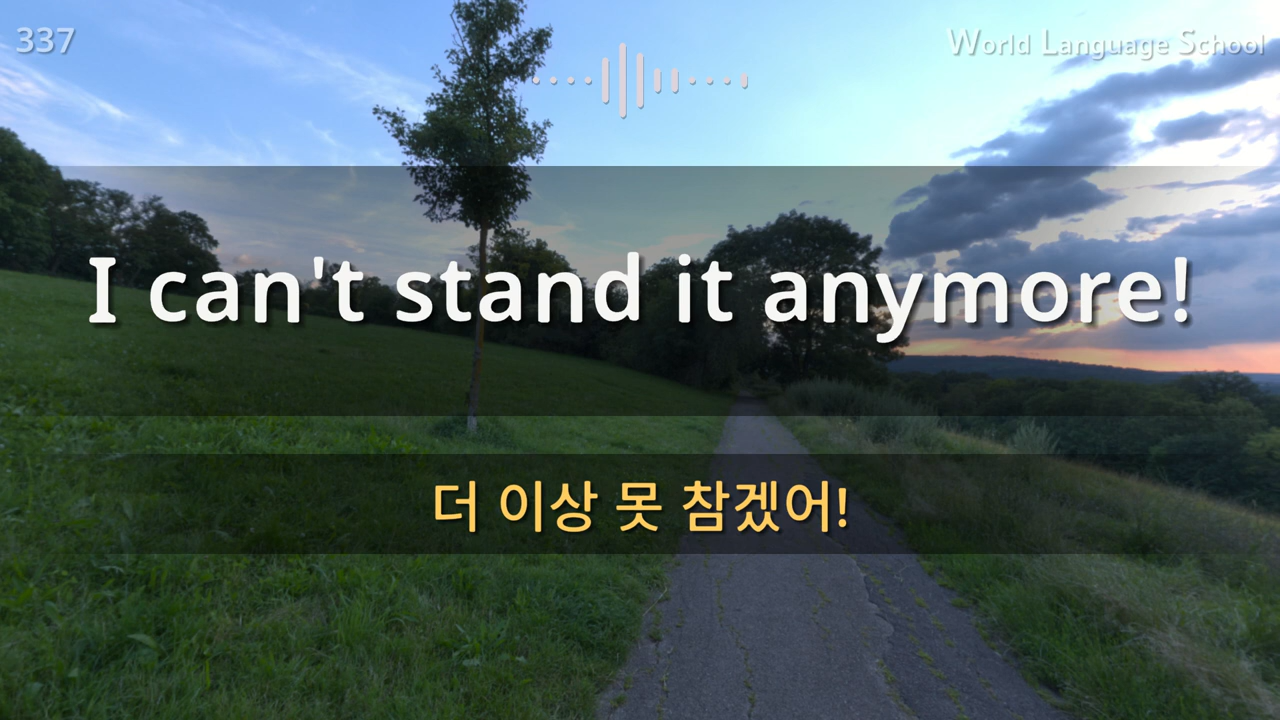 337
World Language School
I can't stand it anymore!
더 이상 못 참겠어!